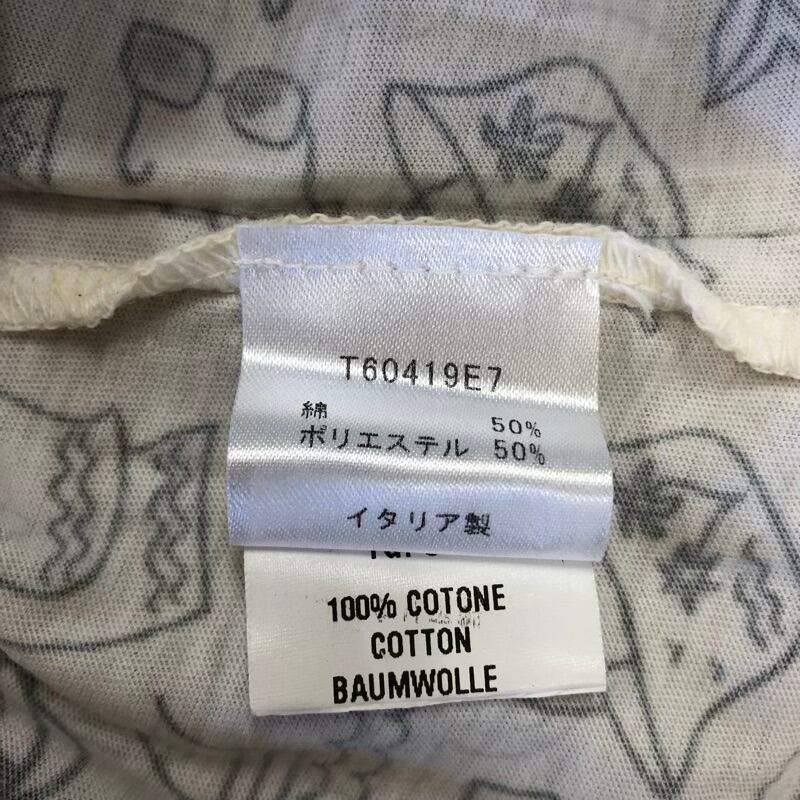 T60419E7
綿 50%
ポリエステル 50%
イタリア製
100% COTONE
COTTON
BAUMWOLLE